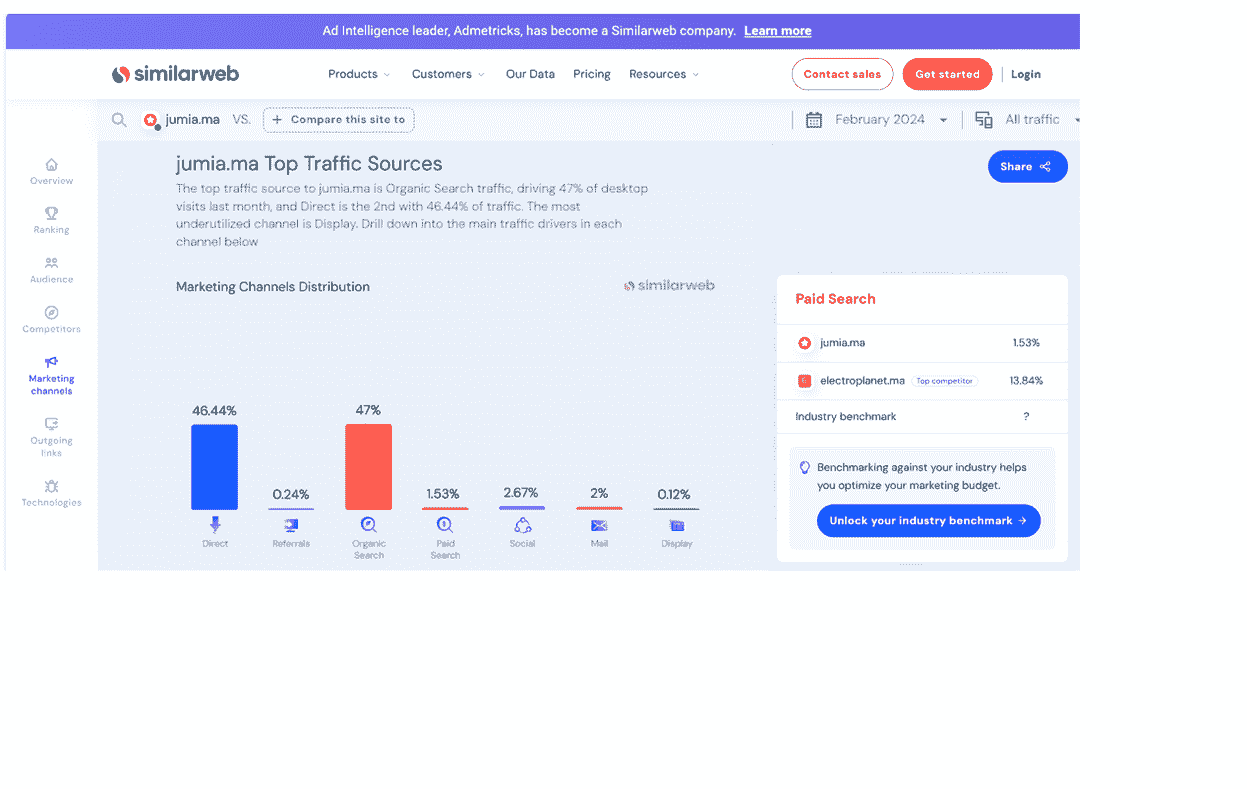 Ad Intelligence leader, Admetricks, has become a Similarweb company. Learn more
similarweb
Products
Customers
Our Data
Pricing
Resources
Contact sales
Get started
Login
jumia.ma
VS.
+ Compare this site to
February 2024
All traffic
Overview
Ranking
Audience
Competitors
Marketing
channels
Outgoing
links
Technologies
jumia.ma Top Traffic Sources
The top traffic source to jumia.ma is Organic Search traffic, driving 47% of desktop
visits last month, and Direct is the 2nd with 46.44% of traffic. The most
underutilized channel is Display. Drill down into the main traffic drivers in each
channel below
Share
Marketing Channels Distribution
similarweb
46.44%
0.24%
47%
1.53%
2.67%
2%
0.12%
Direct
Referrals
Organic
Search
Paid
Search
Social
Mail
Display
Paid Search
jumia.ma 1.53%
electroplanet.ma Top competitor 13.84%
Industry benchmark ?
Benchmarking against your industry helps
you optimize your marketing budget.
Unlock your industry benchmark →